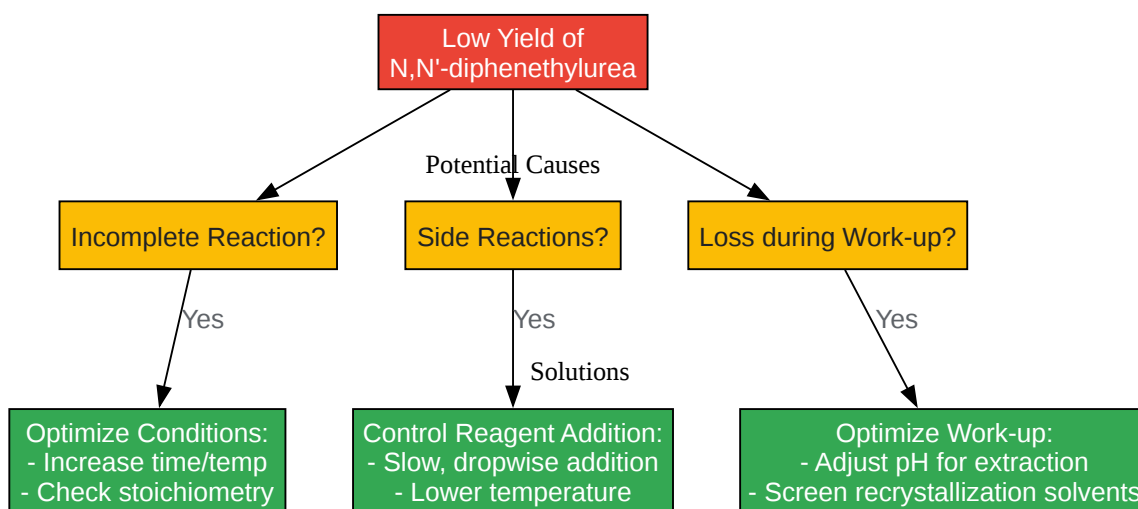 Low Yield of
N,N'-diphenethylurea
Potential Causes
Incomplete Reaction?
Side Reactions?
Loss during Work-up?
Yes
Yes
Yes
Solutions
Optimize Conditions:
- Increase time/temp
- Check stoichiometry
Control Reagent Addition:
- Slow, dropwise addition
- Lower temperature
Optimize Work-up:
- Adjust pH for extraction
- Screen recrystallization solvents